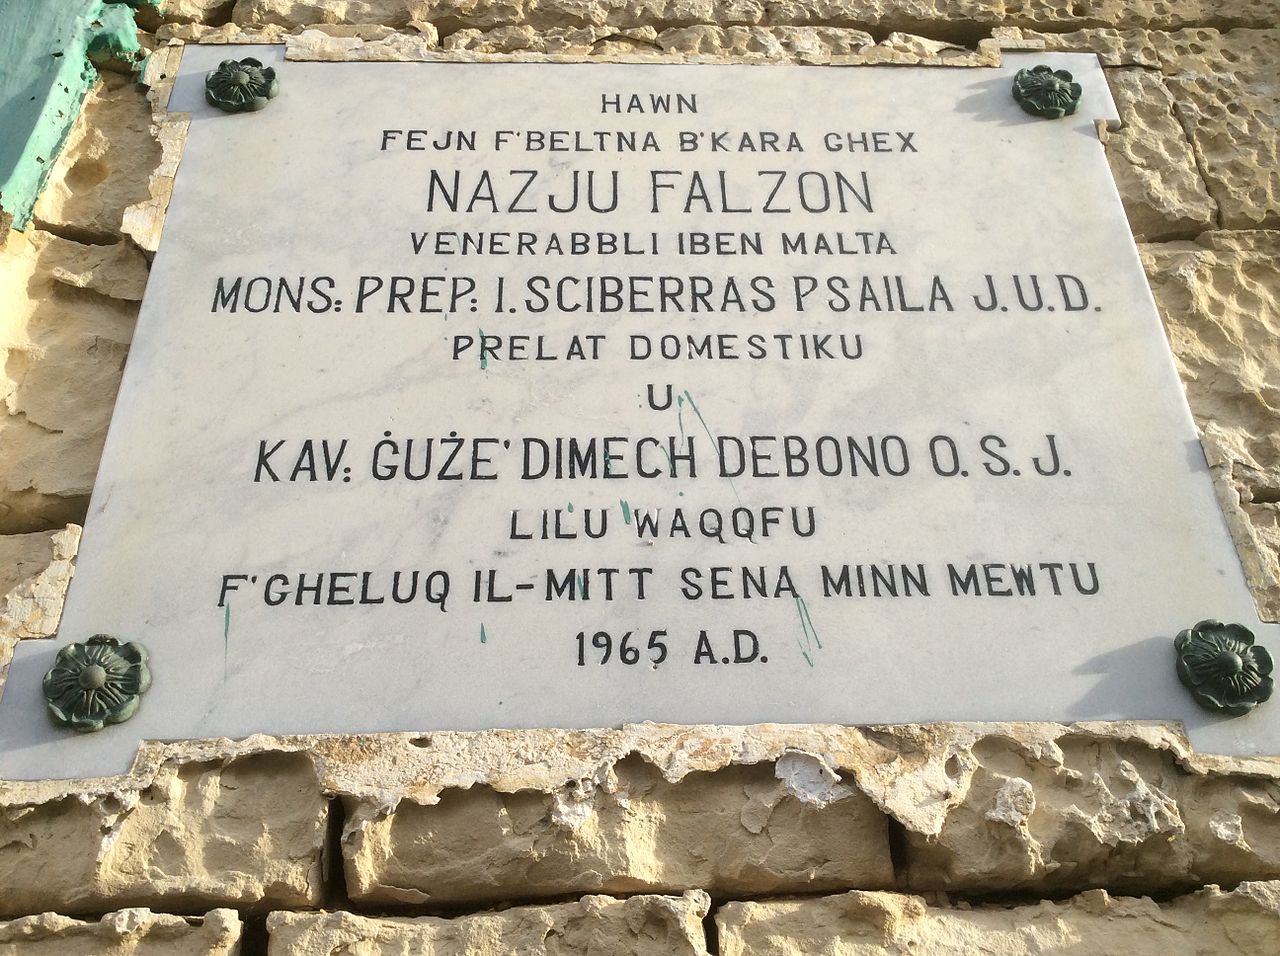 HAWN
FEJN F'BELTNA B'KARA GHEX
NAZJU FALZON
VENERABBLI IBEN MALTA
MONS: PREP: I. SCIBERRAS PSAILA J.U.D.
PRELAT DOMESTIKU
U
KAV: ĠUŻE' DIMECH DEBONO O.S.J.
LILU WAQQFU
F'GHELUQ IL-MITT SENA MINN MEWTU
1965 A.D.